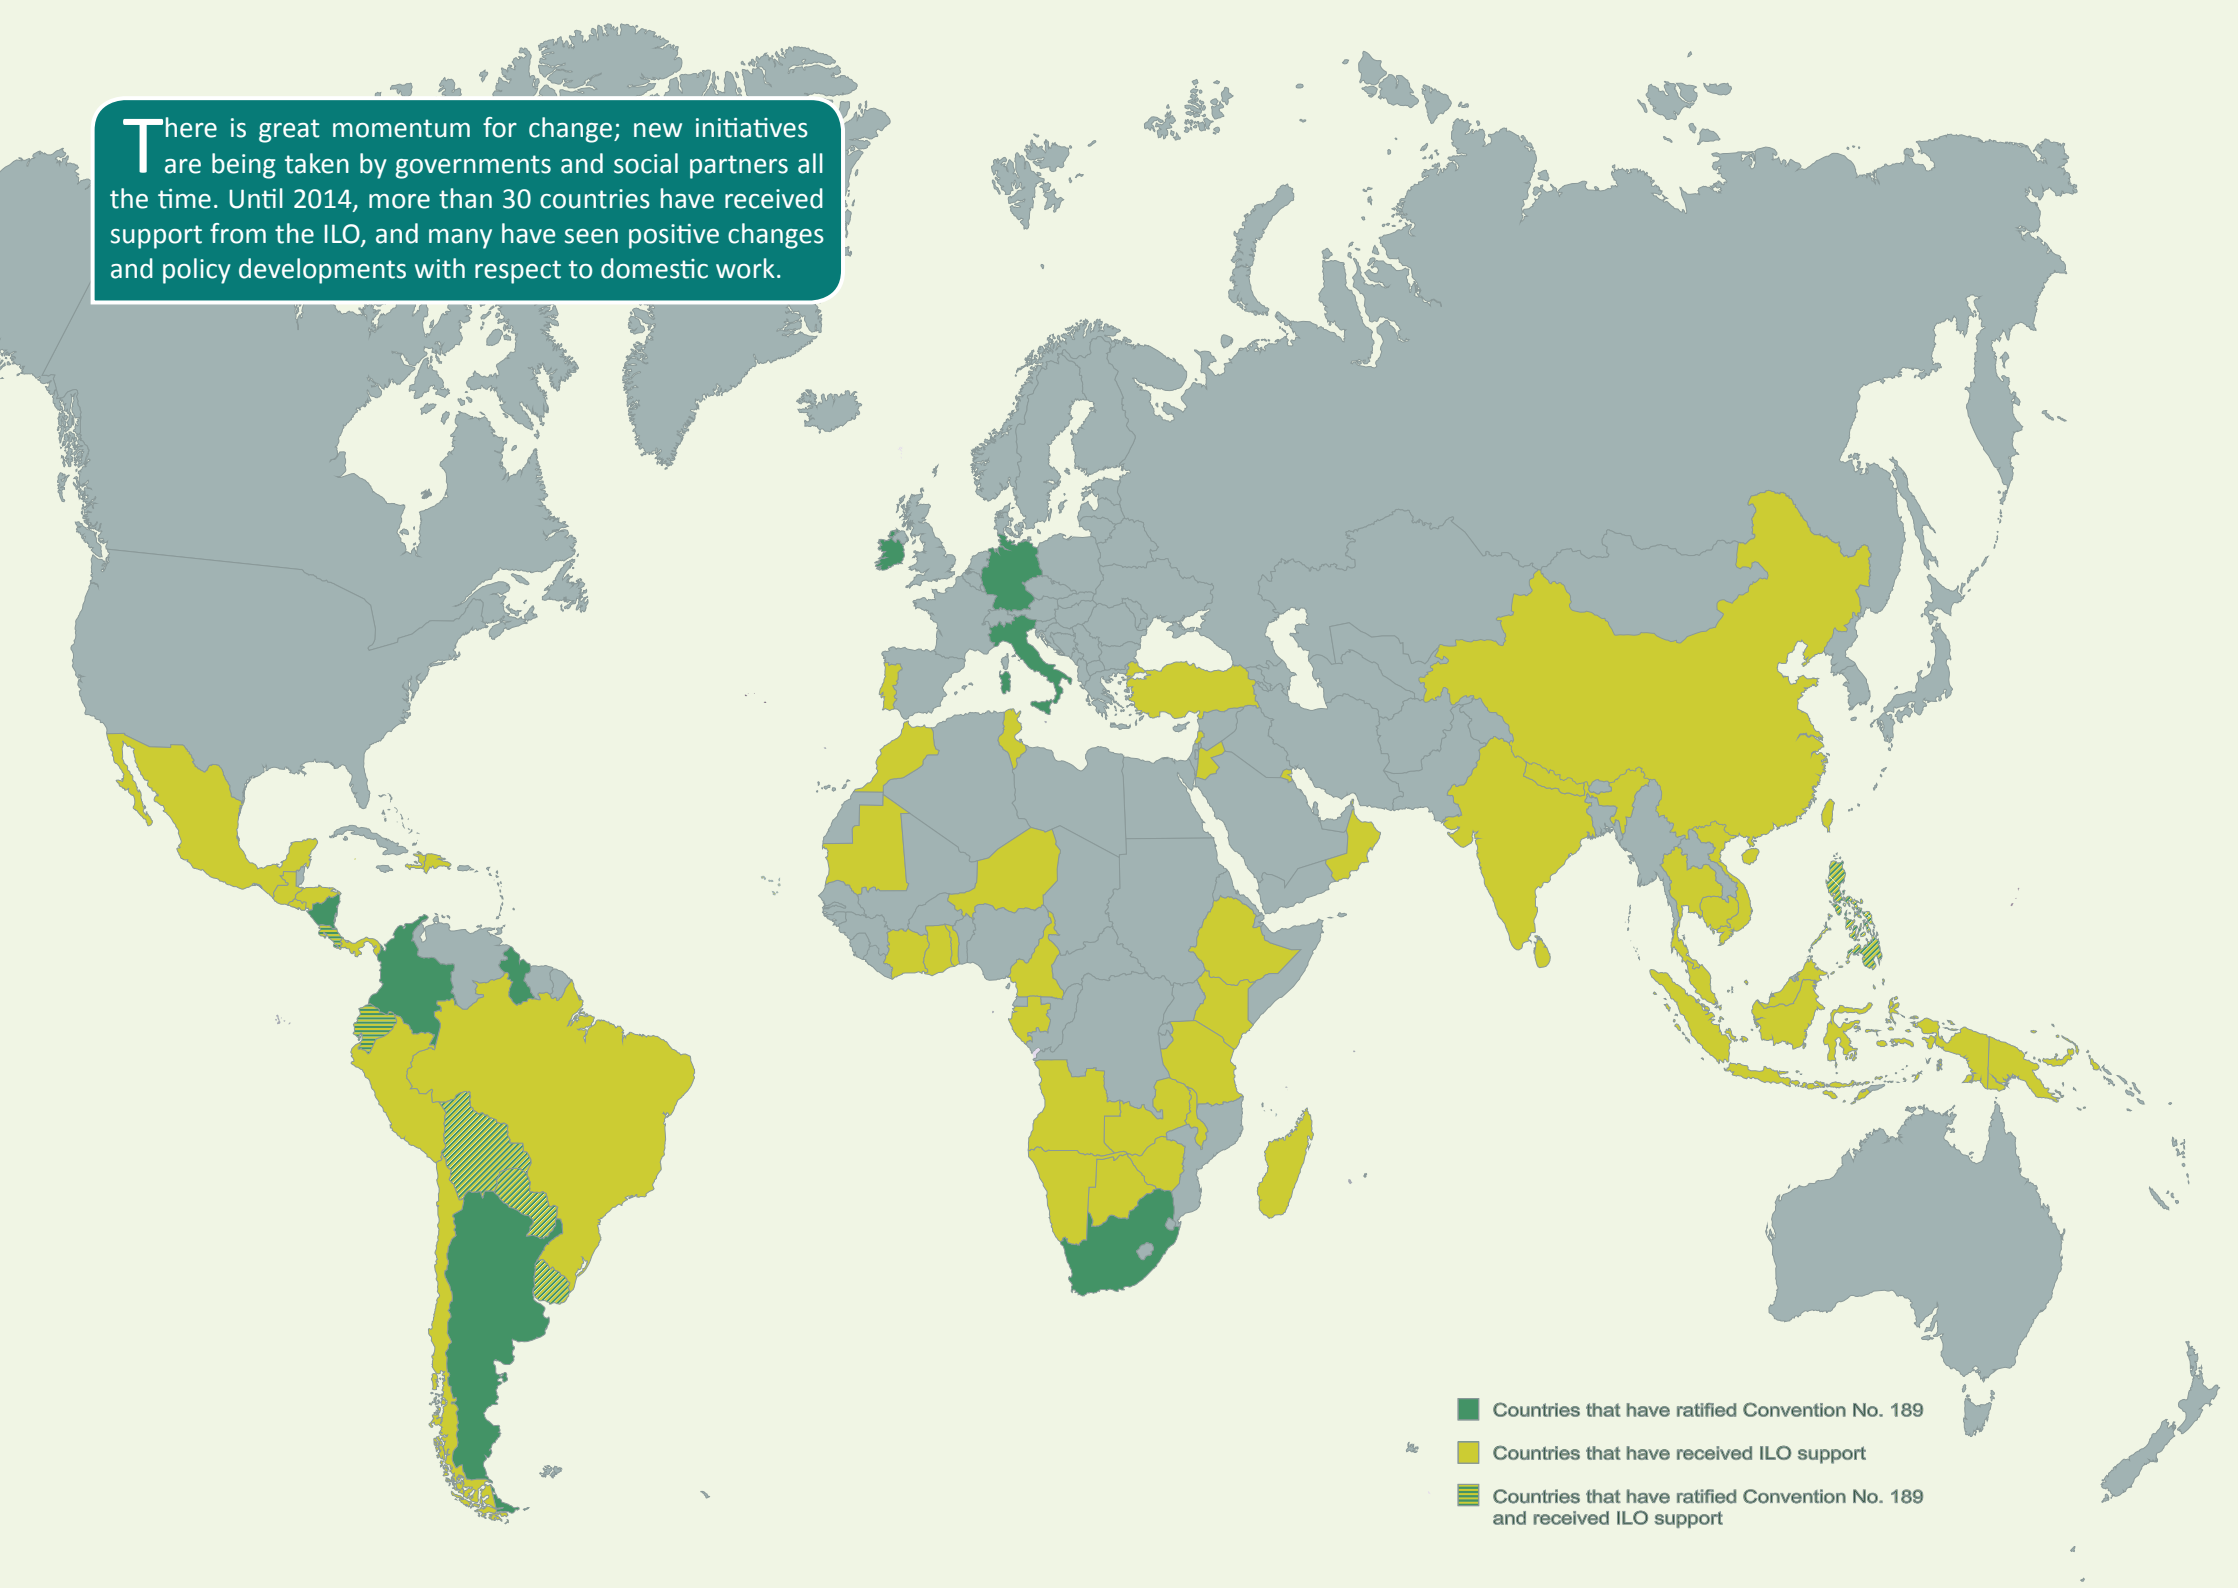 There is great momentum for change; new initiatives
are being taken by governments and social partners all
the time. Until 2014, more than 30 countries have received
support from the ILO, and many have seen positive changes
and policy developments with respect to domestic work.
Countries that have ratified Convention No. 189
Countries that have received ILO support
Countries that have ratified Convention No. 189
and received ILO support